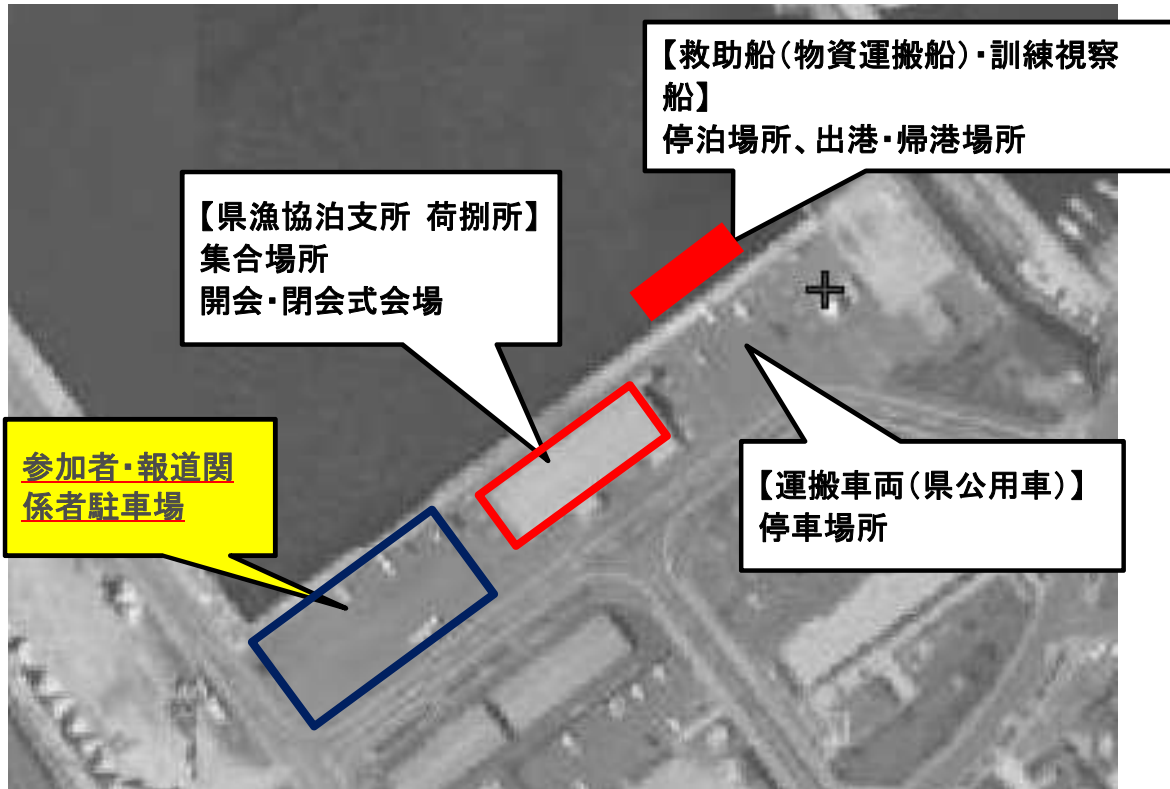 【救助船(物資運搬船)・訓練視察
船】
停泊場所、出港・帰港場所
【県漁協泊支所 荷捌所】
集合場所
開会・閉会式会場
参加者・報道関
係者駐車場
【運搬車両(県公用車)】
停車場所